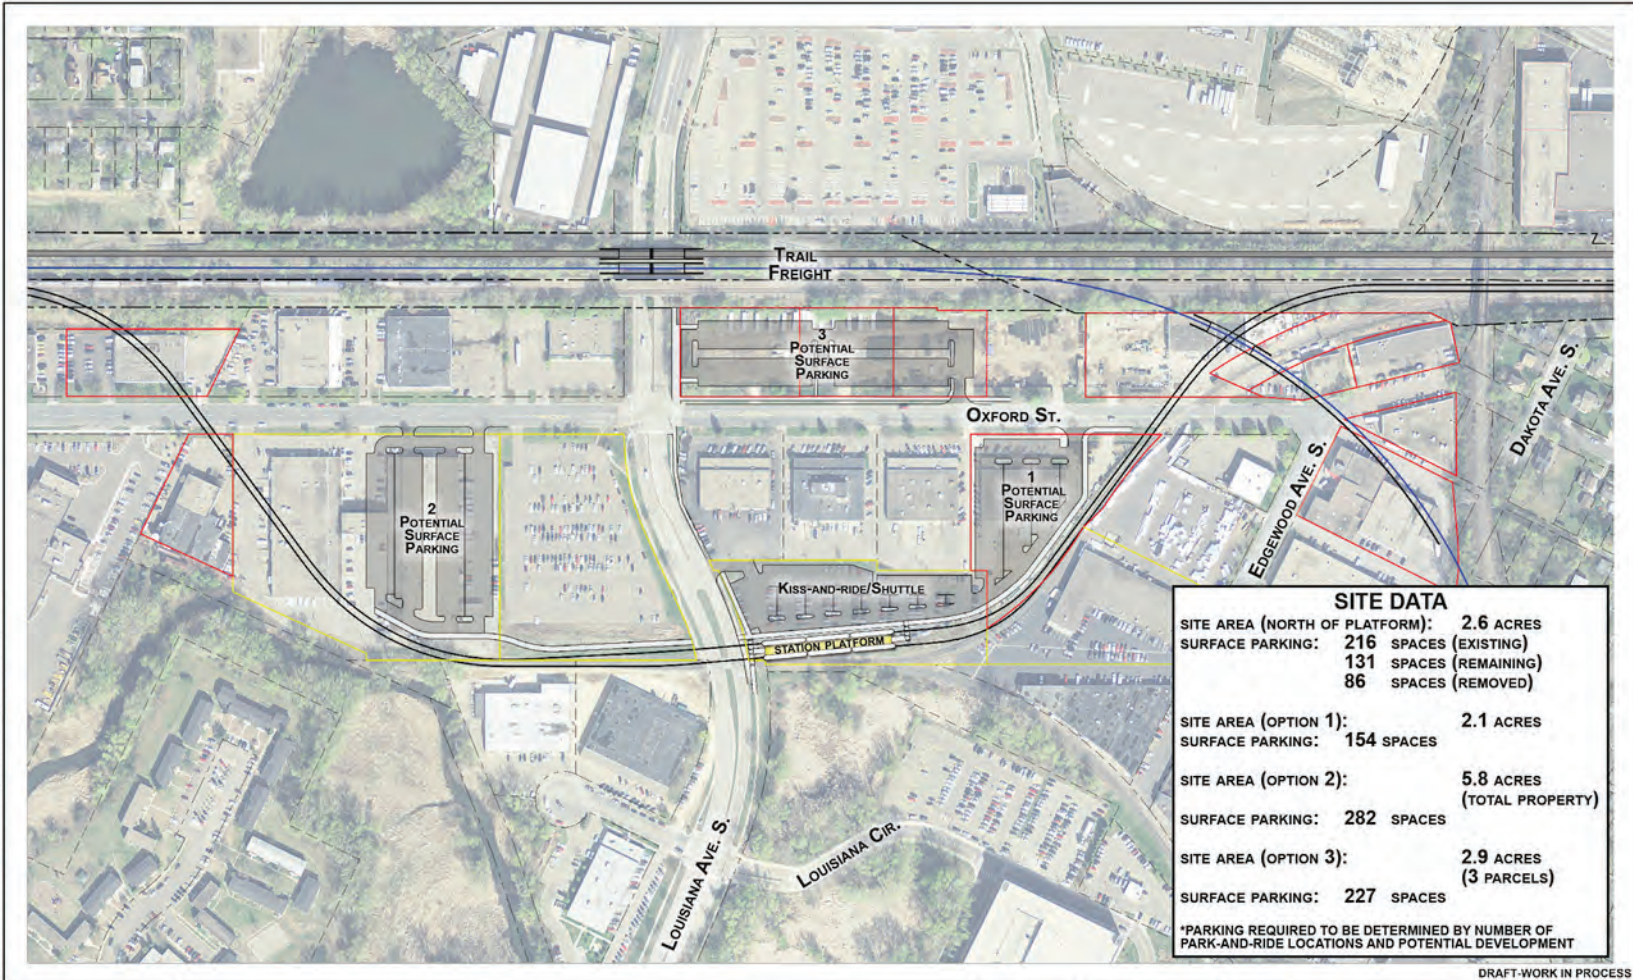 TRAIL
FREIGHT
3
POTENTIAL
SURFACE
PARKING
OXFORD ST.
DAKOTA AVE. S.
EDGEWOOD AVE. S.
2
POTENTIAL
SURFACE
PARKING
1
POTENTIAL
SURFACE
PARKING
KISS-AND-RIDE/SHUTTLE
STATION PLATFORM
LOUISIANA AVE. S.
LOUISIANA CIR.
SITE DATA
SITE AREA (NORTH OF PLATFORM): 2.6 ACRES
SURFACE PARKING: 216 SPACES (EXISTING)
131 SPACES (REMAINING)
86 SPACES (REMOVED)
SITE AREA (OPTION 1): 2.1 ACRES
SURFACE PARKING: 154 SPACES
SITE AREA (OPTION 2): 5.8 ACRES
(TOTAL PROPERTY)
SURFACE PARKING: 282 SPACES
SITE AREA (OPTION 3): 2.9 ACRES
(3 PARCELS)
SURFACE PARKING: 227 SPACES
*PARKING REQUIRED TO BE DETERMINED BY NUMBER OF
PARK-AND-RIDE LOCATIONS AND POTENTIAL DEVELOPMENT
DRAFT-WORK IN PROCESS